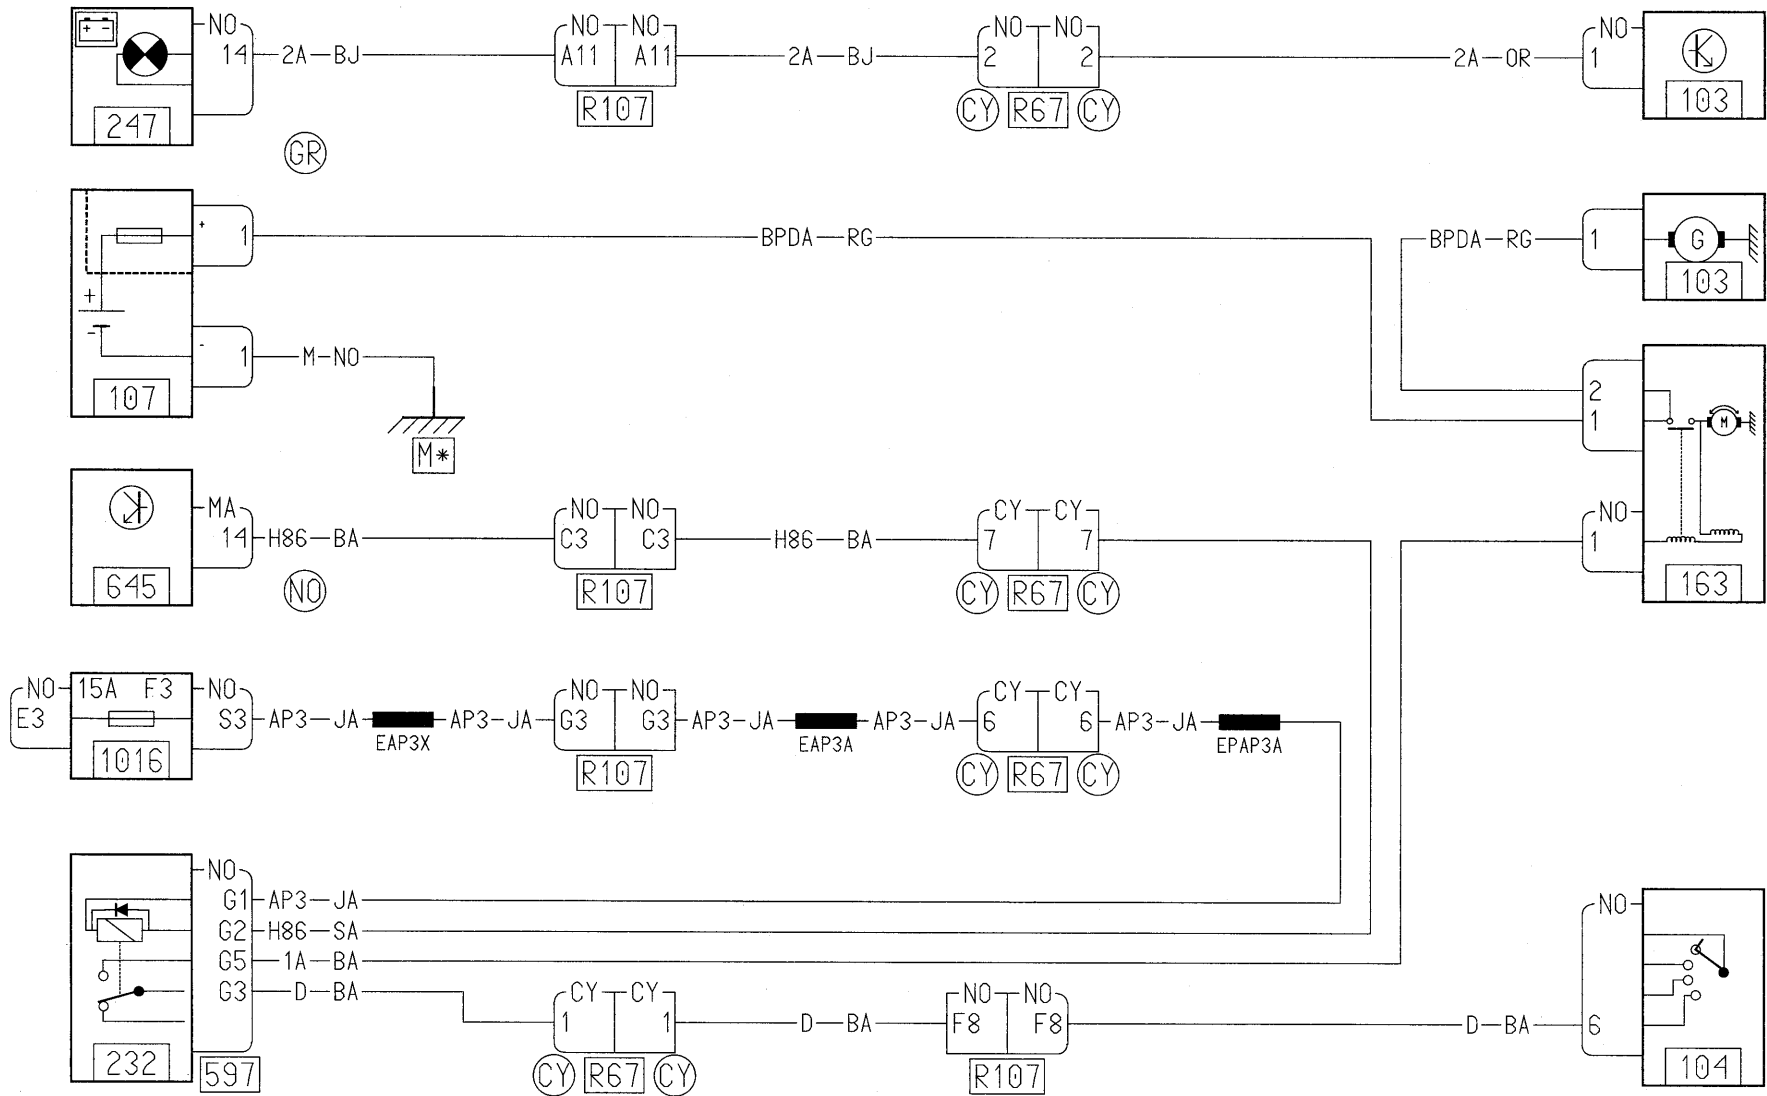 NO NO NO NO NO NO
14 2A BJ A11 A11 2A BJ 2 2 2A OR 1
247 R107 CY R67 CY 103
GR
+ 1 BPDA RG BPDA RG 1 G
103
+
-
- 1 M NO 2
107 1 M
M*
MA NO NO CY CY NO
14 H86 BA C3 C3 H86 BA 7 7 1
645 NO R107 CY R67 CY 163
NO 15A F3 NO NO NO CY CY
E3 S3 AP3 JA AP3 JA G3 G3 AP3 JA AP3 JA 6 6 AP3 JA
EAP3X EAP3A EPAP3A
1016 R107 CY R67 CY
NO
G1 AP3 JA NO
G2 H86 SA
G5 1A BA
G3 D BA CY CY NO NO
1 1 D BA F8 F8 D BA 6
232 597 CY R67 CY R107 104